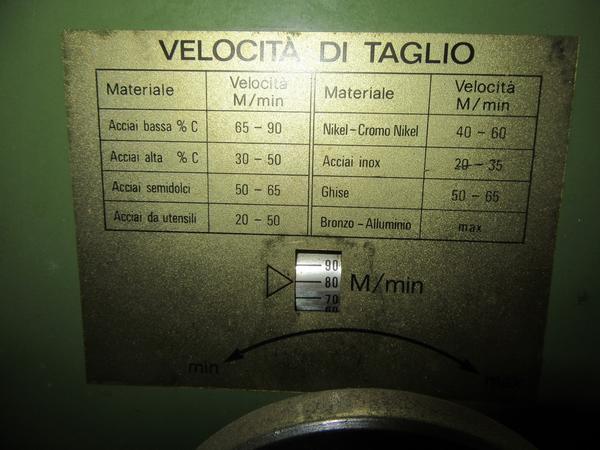 VELOCITÀ DI TAGLIO
Materiale Velocità M/min Materiale Velocità M/min
Acciai bassa % C 65 – 90 Nikel-Cromo Nikel 40 – 60
Acciai alta % C 30 – 50 Acciai inox 20 – 35
Acciai semidolci 50 – 65 Ghise 50 – 65
Acciai da utensili 20 – 50 Bronzo-Alluminio max
90
80 M/min
70
60
min max